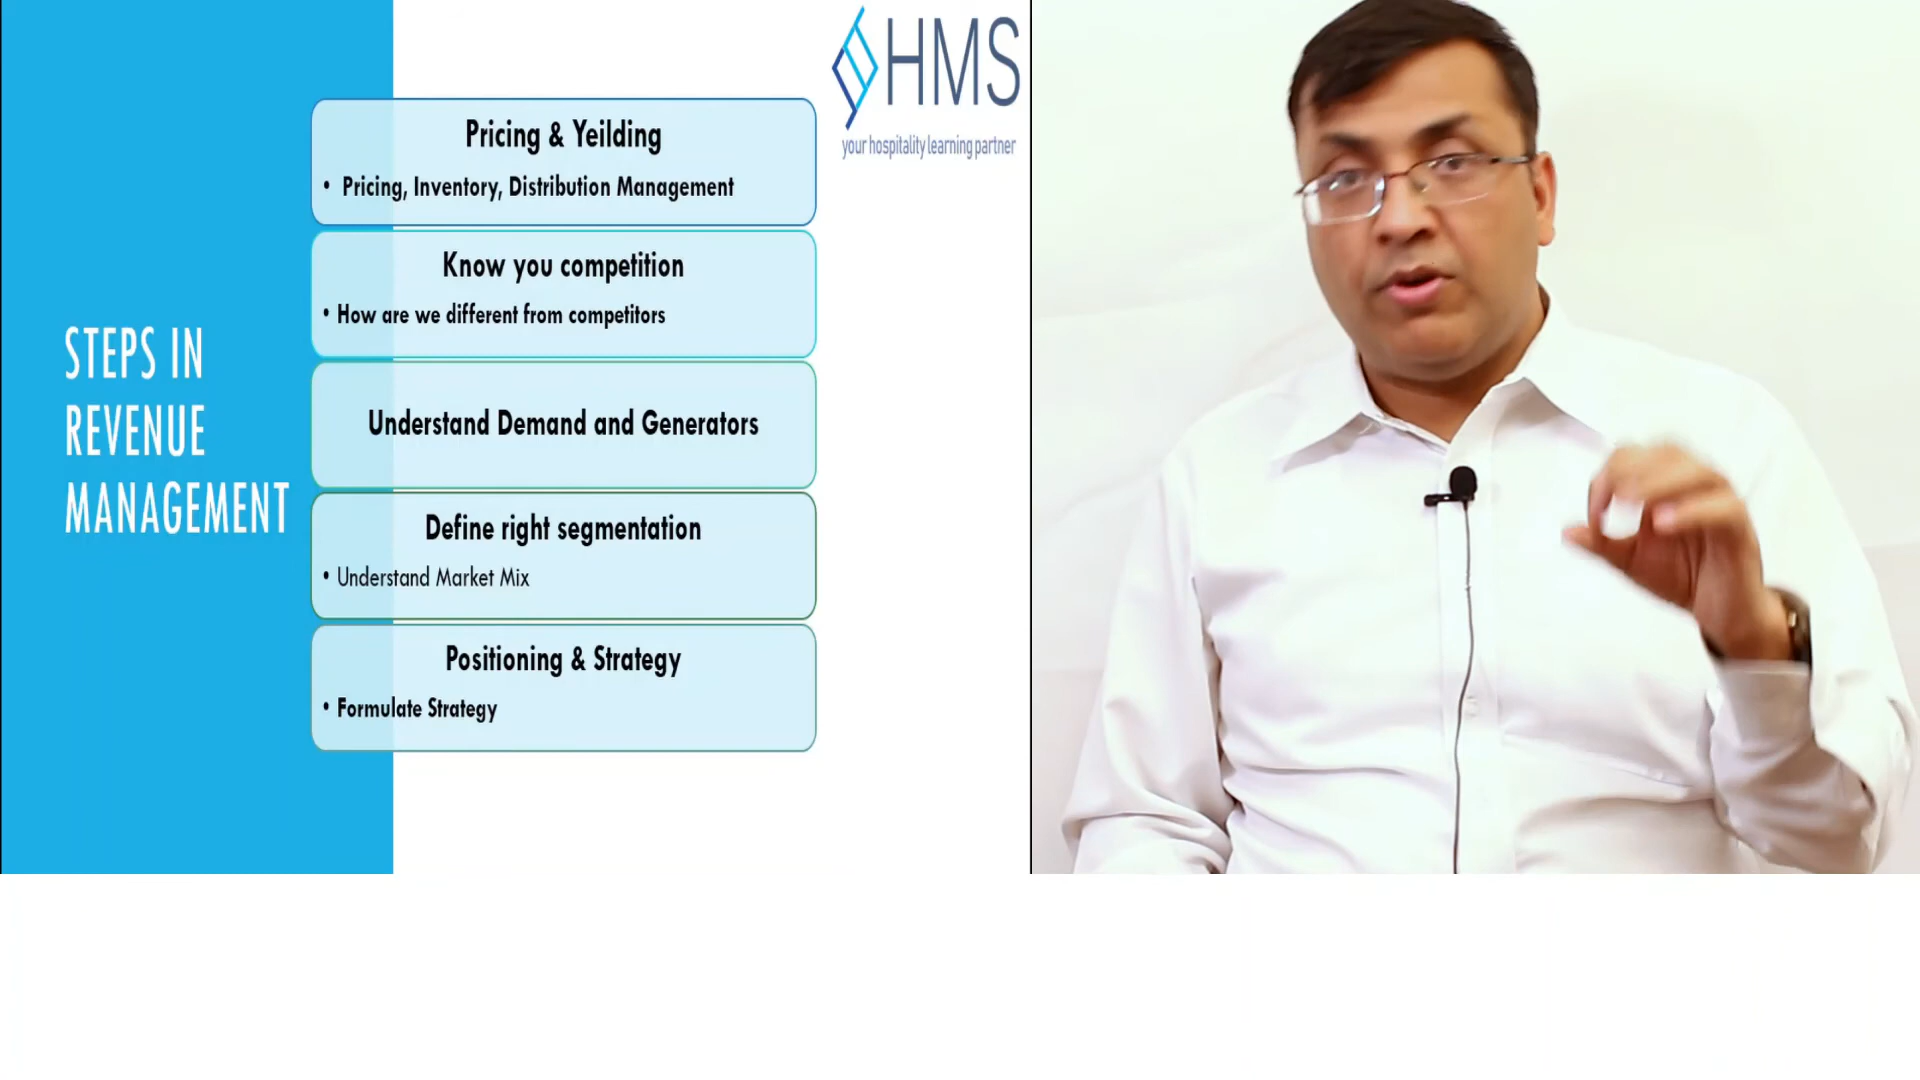 STEPS IN
REVENUE
MANAGEMENT
Pricing & Yeilding
• Pricing, Inventory, Distribution Management
Know you competition
• How are we different from competitors
Understand Demand and Generators
Define right segmentation
• Understand Market Mix
Positioning & Strategy
• Formulate Strategy
HMS
your hospitality learning partner